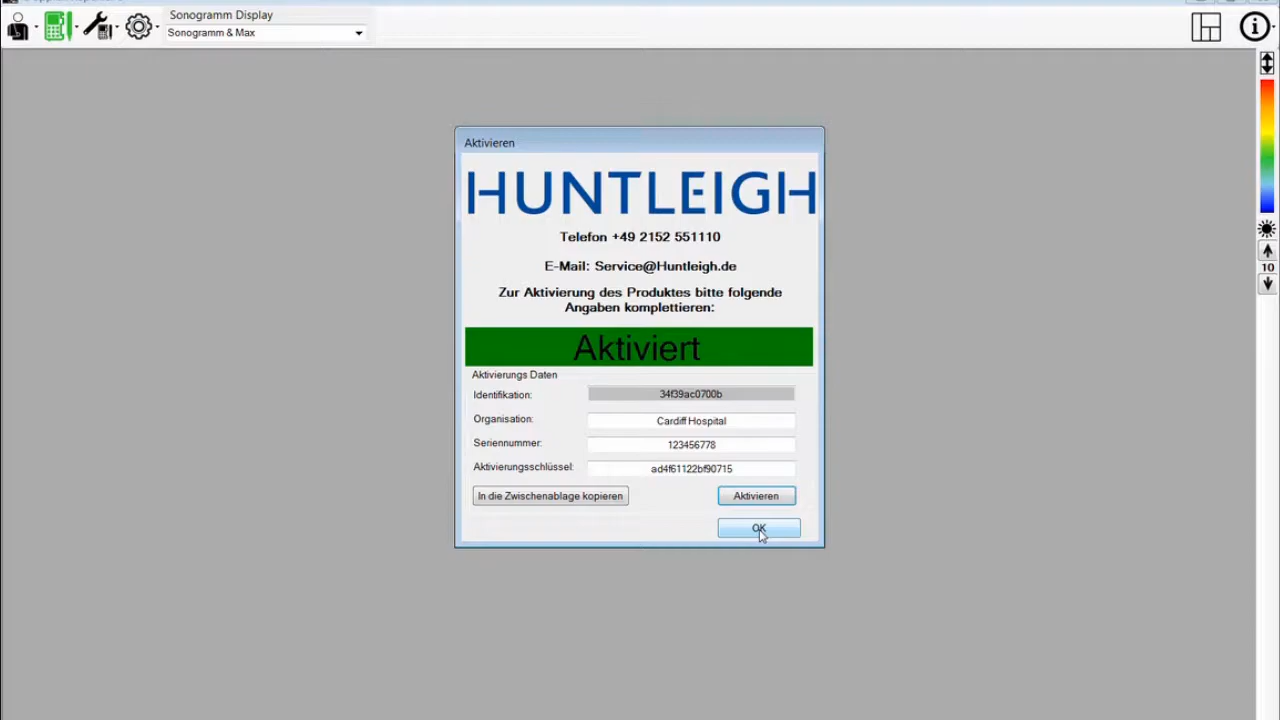 Sonogramm Display
Sonogramm & Max
Aktivieren
HUNTLEIGH
Telefon +49 2152 551110
E-Mail: Service@Huntleigh.de
Zur Aktivierung des Produktes bitte folgende
Angaben komplettieren:
Aktiviert
Aktivierungs Daten
Identifikation: 34f39ac0700b
Organisation: Cardiff Hospital
Seriennummer: 123456778
Aktivierungsschlüssel: ad4f61122bf90715
In die Zwischenablage kopieren Aktivieren
OK
10